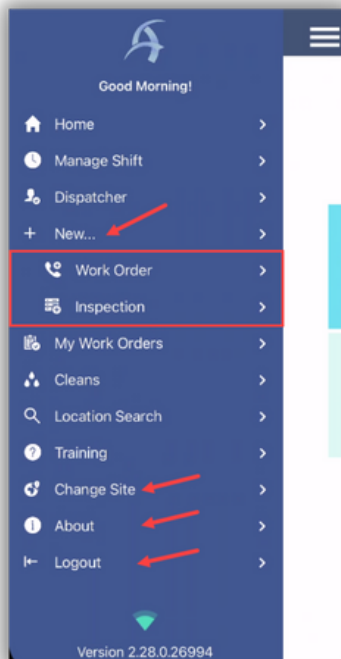 Good Morning!
Home
Manage Shift
Dispatcher
New...
Work Order
Inspection
My Work Orders
Cleans
Location Search
Training
Change Site
About
Logout
Version 2.28.0.26994